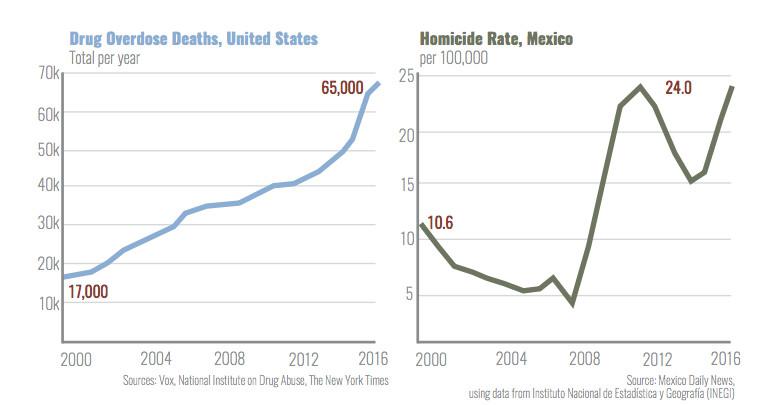 Drug Overdose Deaths, United States
Total per year
70k
60k
50k
40k
30k
20k
10k
65,000
17,000
2000 2004 2008 2012 2016
Sources: Vox, National Institute on Drug Abuse, The New York Times
Homicide Rate, Mexico
per 100,000
25
20
15
10
5
24.0
10.6
2000 2004 2008 2012 2016
Source: Mexico Daily News,
using data from Instituto Nacional de Estadística y Geografía (INEGI)